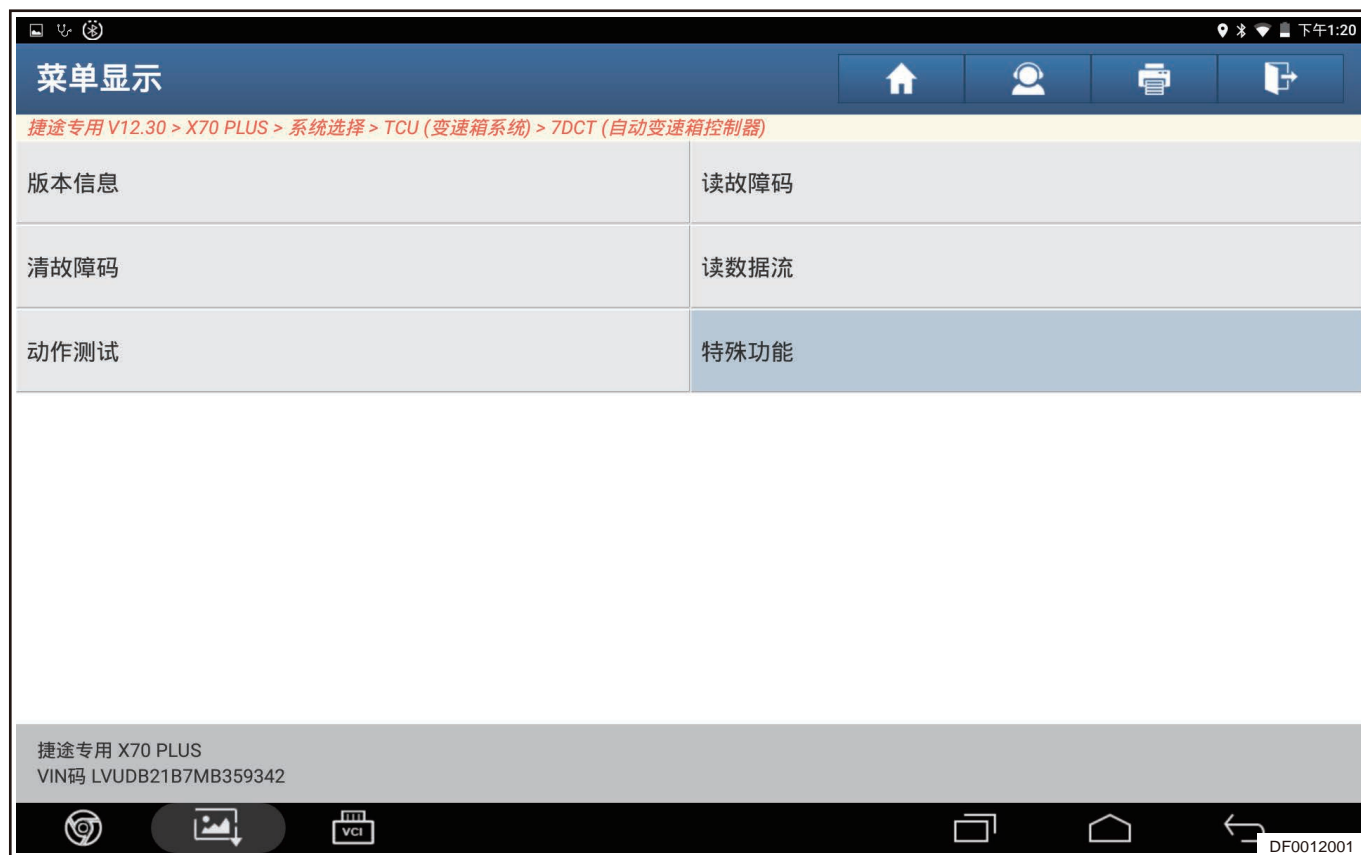 下午1:20
菜单显示
捷途专用 V12.30 > X70 PLUS > 系统选择 > TCU (变速箱系统) > 7DCT (自动变速箱控制器)
版本信息
读故障码
清故障码
读数据流
动作测试
特殊功能
捷途专用 X70 PLUS
VIN码 LVUDB21B7MB359342
VCI
DF0012001